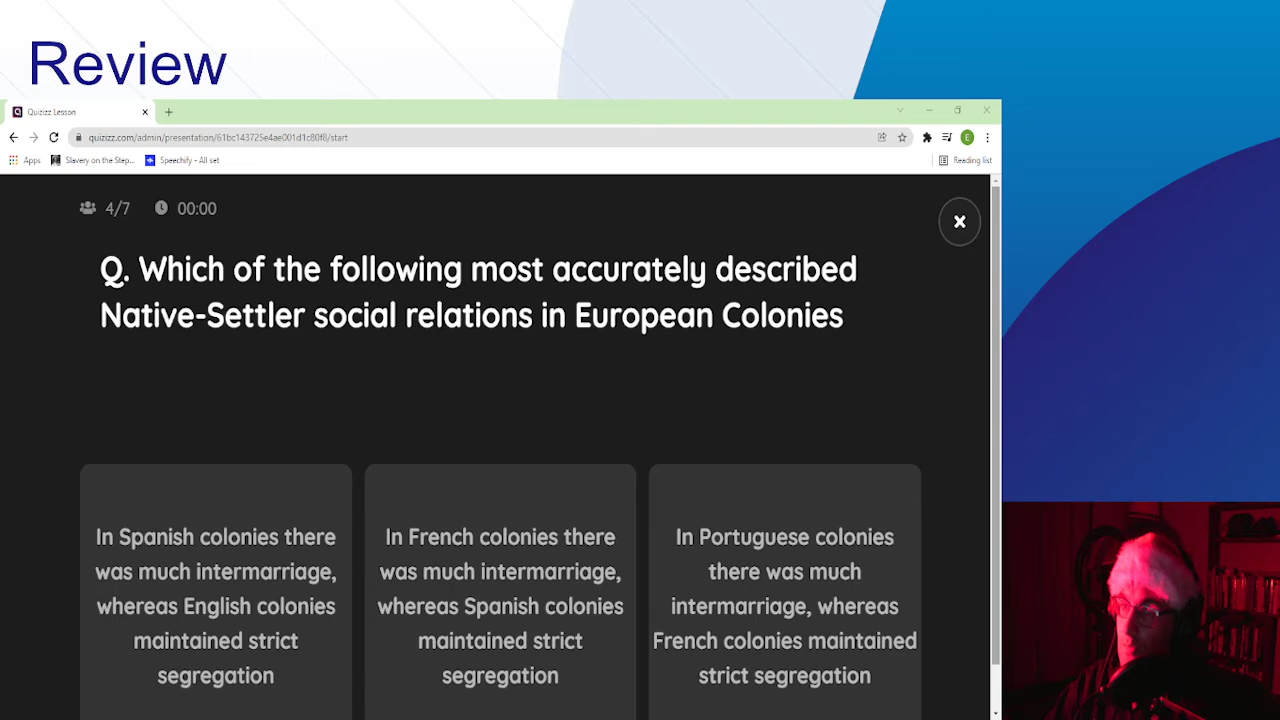 Review
Quizizz Lesson
quizizz.com/admin/presentation/61bc143725e4ae001d1c80f8/start
Apps
Slavery on the Step...
Speechify - All set
Reading list
4/7
00:00
Q. Which of the following most accurately described
Native-Settler social relations in European Colonies
In Spanish colonies there
was much intermarriage,
whereas English colonies
maintained strict
segregation
In French colonies there
was much intermarriage,
whereas Spanish colonies
maintained strict
segregation
In Portuguese colonies
there was much
intermarriage, whereas
French colonies maintained
strict segregation